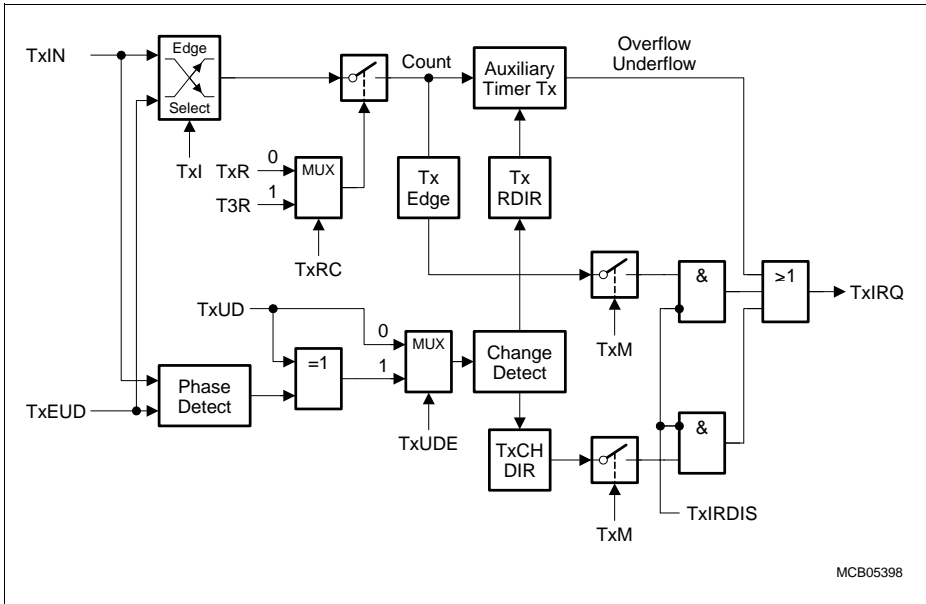 TxIN
Edge
Select
TxI
Count
Auxiliary
Timer Tx
Overflow
Underflow
TxR
0
T3R
1
MUX
TxRC
Tx
Edge
Tx
RDIR
TxM
&
≥1
TxIRQ
TxUD
=1
0
1
MUX
TxUDE
Change
Detect
Phase
Detect
TxEUD
TxCH
DIR
TxM
&
TxIRDIS
MCB05398